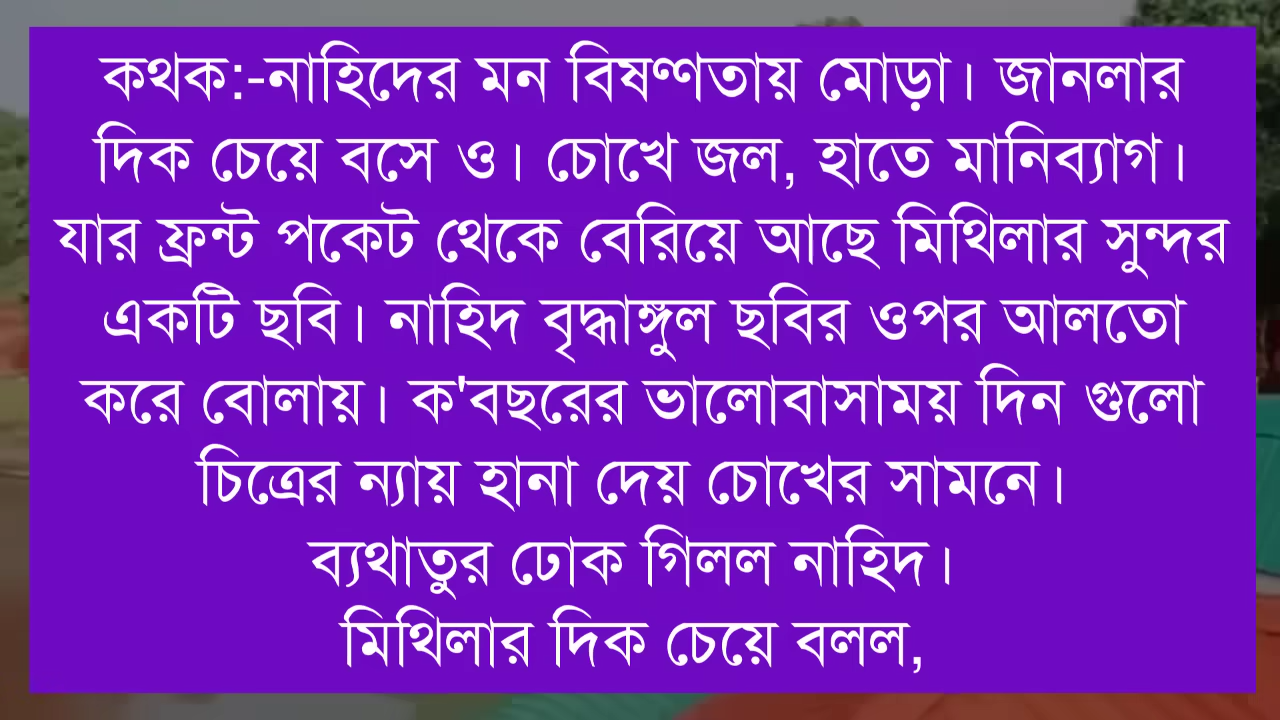 কথক:-নাহিদের মন বিষণ্ণতায় মোড়া। জানলার
দিক চেয়ে বসে ও। চোখে জল, হাতে মানিব্যাগ।
যার ফ্রন্ট পকেট থেকে বেরিয়ে আছে মিথিলার সুন্দর
একটি ছবি। নাহিদ বৃদ্ধাঙ্গুল ছবির ওপর আলতো
করে বোলায়। ক'বছরের ভালোবাসাময় দিন গুলো
চিত্রের ন্যায় হানা দেয় চোখের সামনে।
ব্যথাতুর ঢোক গিলল নাহিদ।
মিথিলার দিক চেয়ে বলল,